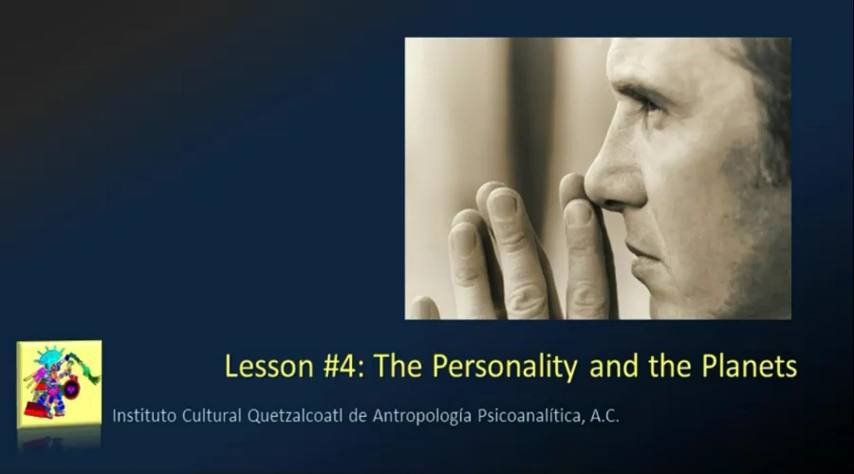 Lesson #4: The Personality and the Planets
Instituto Cultural Quetzalcoatl de Antropología Psicoanalítica, A.C.